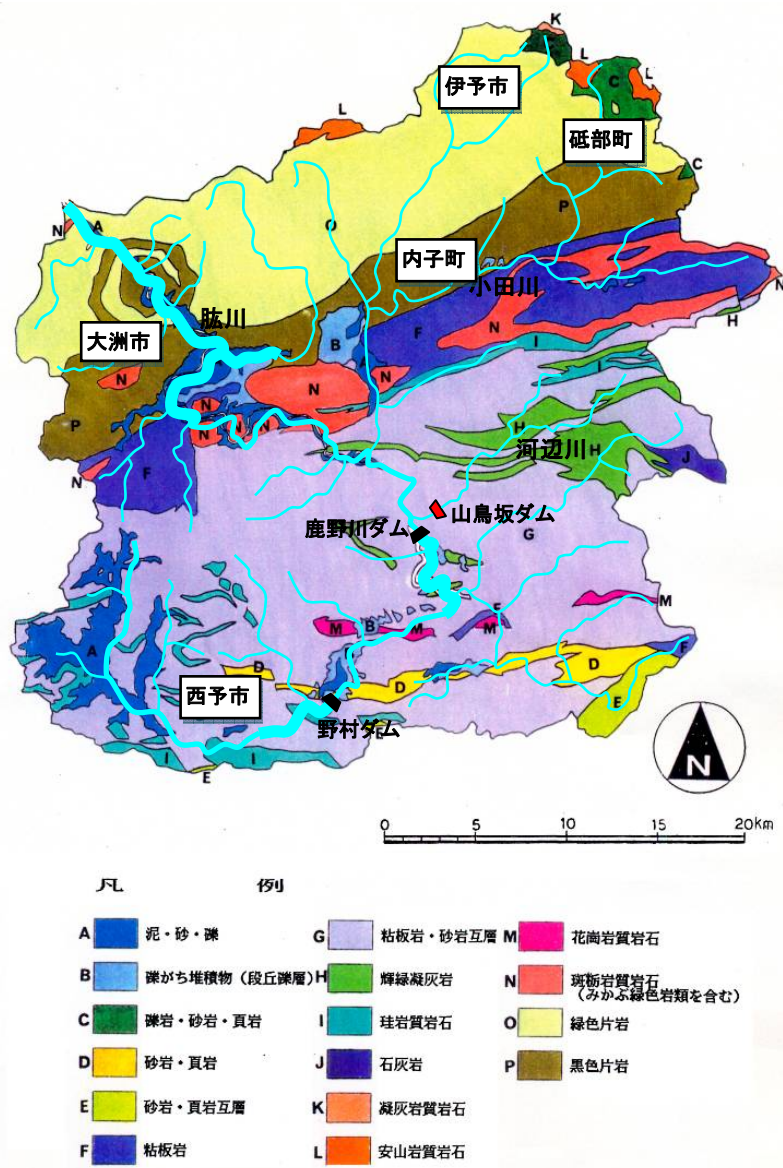 K
L
伊予市
C
L
L
砥部町
C
N
A
O
P
内子町
小田川
N
肱川
大洲市
B
F
N
H
I
I
N
N
N
N
N
N
P
F
N
H
河辺川
H
J
山鳥坂ダム
鹿野川ダム
G
F
M
B
M
M
M
A
D
D
D
F
西予市
E
野村ダム
I
E
I
N
0 5 10 15 20km
凡 例
A 泥・砂・礫
B 礫がち堆積物(段丘礫層)
C 礫岩・砂岩・頁岩
D 砂岩・頁岩
E 砂岩・頁岩互層
F 粘板岩
G 粘板岩・砂岩互層
H 輝緑凝灰岩
I 珪岩質岩石
J 石灰岩
K 凝灰岩質岩石
L 安山岩質岩石
M 花崗岩質岩石
N 斑栃岩質岩石
(みかぶ緑色岩類を含む)
O 緑色片岩
P 黒色片岩